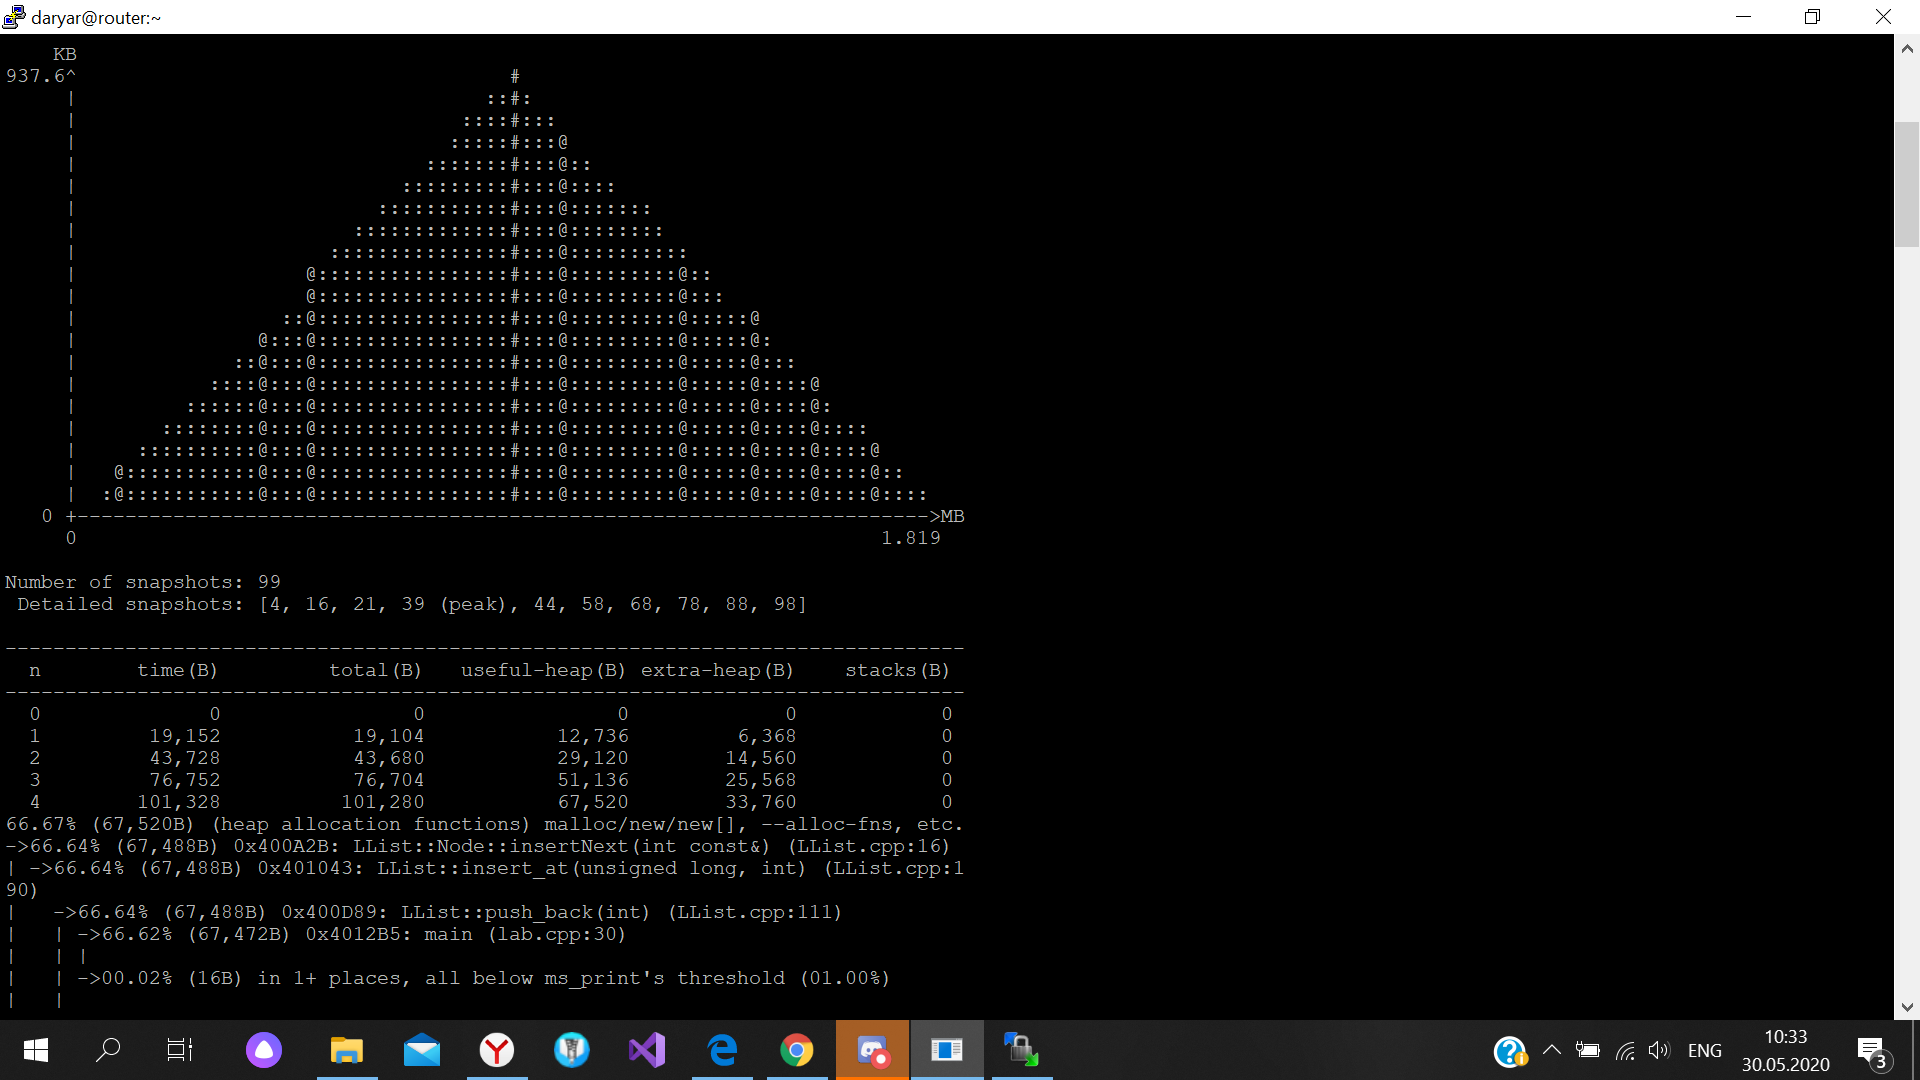 daryar@router:~
    KB
937.6^                                    #
     |                                  ::#:
     |                                ::::#:::
     |                               :::::#:::@
     |                             :::::::#:::@::
     |                           :::::::::#:::@::::
     |                         :::::::::::#:::@:::::::
     |                       :::::::::::::#:::@::::::::
     |                     :::::::::::::::#:::@::::::::::
     |                   @::::::::::::::::#:::@:::::::::@::
     |                   @::::::::::::::::#:::@:::::::::@:::
     |                 ::@::::::::::::::::#:::@:::::::::@:::::@
     |               @:::@::::::::::::::::#:::@:::::::::@:::::@:
     |             ::@:::@::::::::::::::::#:::@:::::::::@:::::@:::
     |           ::::@:::@::::::::::::::::#:::@:::::::::@:::::@::::@
     |         ::::::@:::@::::::::::::::::#:::@:::::::::@:::::@::::@:
     |       ::::::::@:::@::::::::::::::::#:::@:::::::::@:::::@::::@::::
     |     ::::::::::@:::@::::::::::::::::#:::@:::::::::@:::::@::::@::::@
     |   @:::::::::::@:::@::::::::::::::::#:::@:::::::::@:::::@::::@::::@::
     |  :@:::::::::::@:::@::::::::::::::::#:::@:::::::::@:::::@::::@::::@::::
   0 +----------------------------------------------------------------------->MB
     0                                                                   1.819
Number of snapshots: 99
 Detailed snapshots: [4, 16, 21, 39 (peak), 44, 58, 68, 78, 88, 98]
--------------------------------------------------------------------------------
  n        time(B)         total(B)   useful-heap(B) extra-heap(B)    stacks(B)
--------------------------------------------------------------------------------
  0              0                0                0             0            0
  1         19,152           19,104           12,736         6,368            0
  2         43,728           43,680           29,120        14,560            0
  3         76,752           76,704           51,136        25,568            0
  4        101,328          101,280           67,520        33,760            0
66.67% (67,520B) (heap allocation functions) malloc/new/new[], --alloc-fns, etc.
->66.64% (67,488B) 0x400A2B: LList::Node::insertNext(int const&) (LList.cpp:16)
| ->66.64% (67,488B) 0x401043: LList::insert_at(unsigned long, int) (LList.cpp:1
90)
|   ->66.64% (67,488B) 0x400D89: LList::push_back(int) (LList.cpp:111)
|   | ->66.62% (67,472B) 0x4012B5: main (lab.cpp:30)
|   | |
|   | ->00.02% (16B) in 1+ places, all below ms_print's threshold (01.00%)
|   |
ENG
10:33
30.05.2020
3